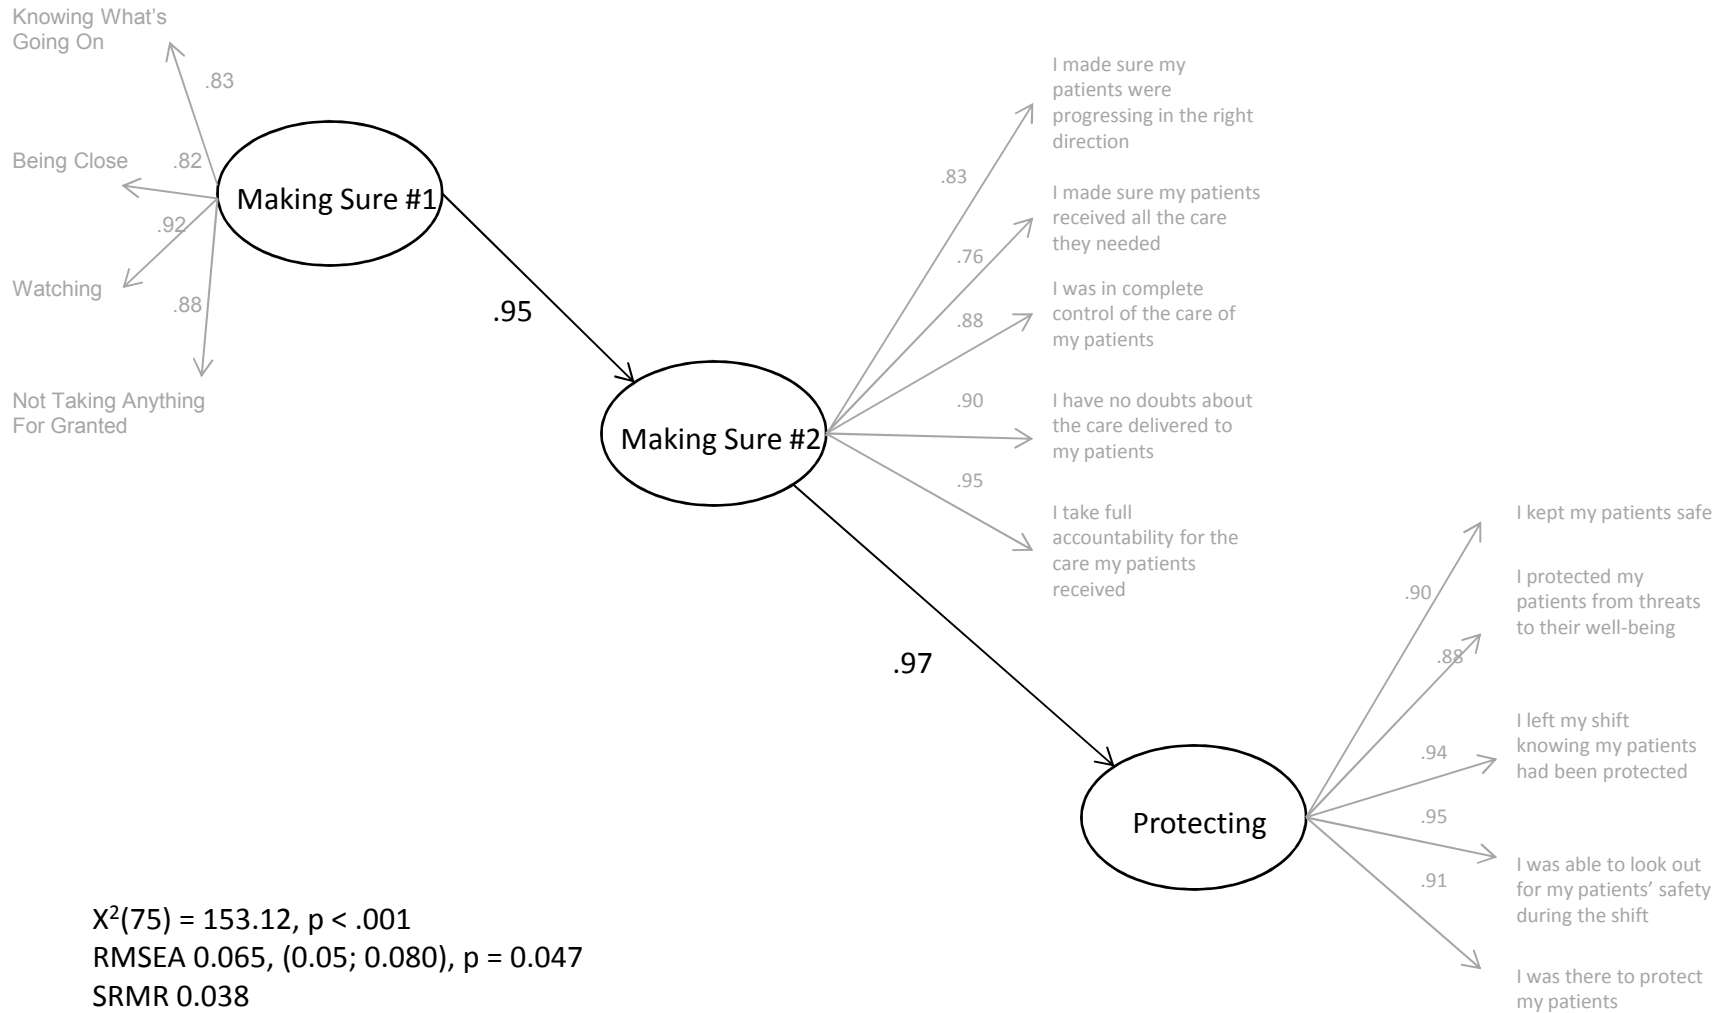 Knowing What's
Going On
.83
Being Close
.82
.92
Watching
.88
Not Taking Anything
For Granted
Making Sure #1
.95
Making Sure #2
.83
I made sure my
patients were
progressing in the right
direction
.76
I made sure my patients
received all the care
they needed
.88
I was in complete
control of the care of
my patients
.90
I have no doubts about
the care delivered to
my patients
.95
I take full
accountability for the
care my patients
received
.97
Protecting
.90
I kept my patients safe
.88
I protected my
patients from threats
to their well-being
.94
I left my shift
knowing my patients
had been protected
.95
I was able to look out
for my patients’ safety
during the shift
.91
I was there to protect
my patients
X²(75) = 153.12, p < .001
RMSEA 0.065, (0.05; 0.080), p = 0.047
SRMR 0.038